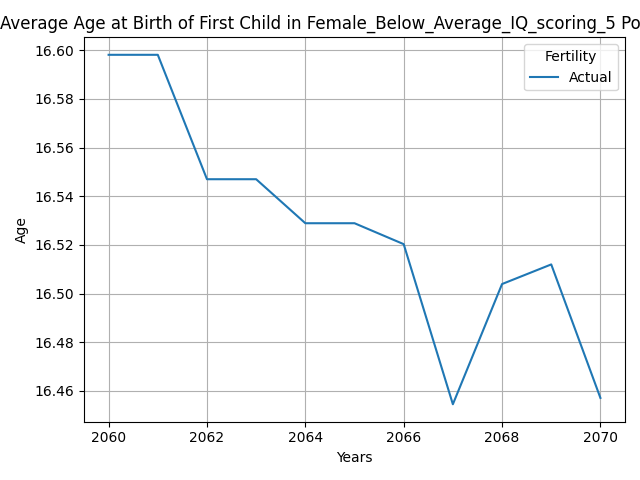 Average Age at Birth of First Child in Female_Below_Average_IQ_scoring_5 Po
16.60
Fertility
Actual
16.58
16.56
16.54
16.52
16.50
16.48
16.46
Age
2060 2062 2064 2066 2068 2070
Years